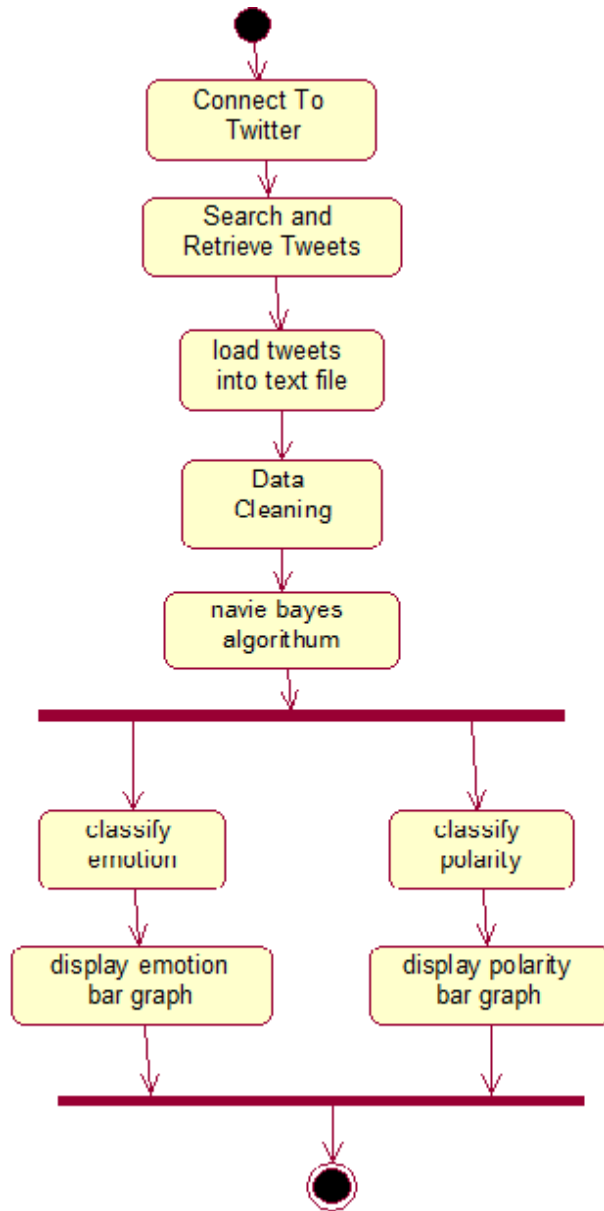 Connect To
Twitter
Search and
Retrieve Tweets
load tweets
into text file
Data
Cleaning
navie bayes
algorithum
classify
emotion
classify
polarity
display emotion
bar graph
display polarity
bar graph